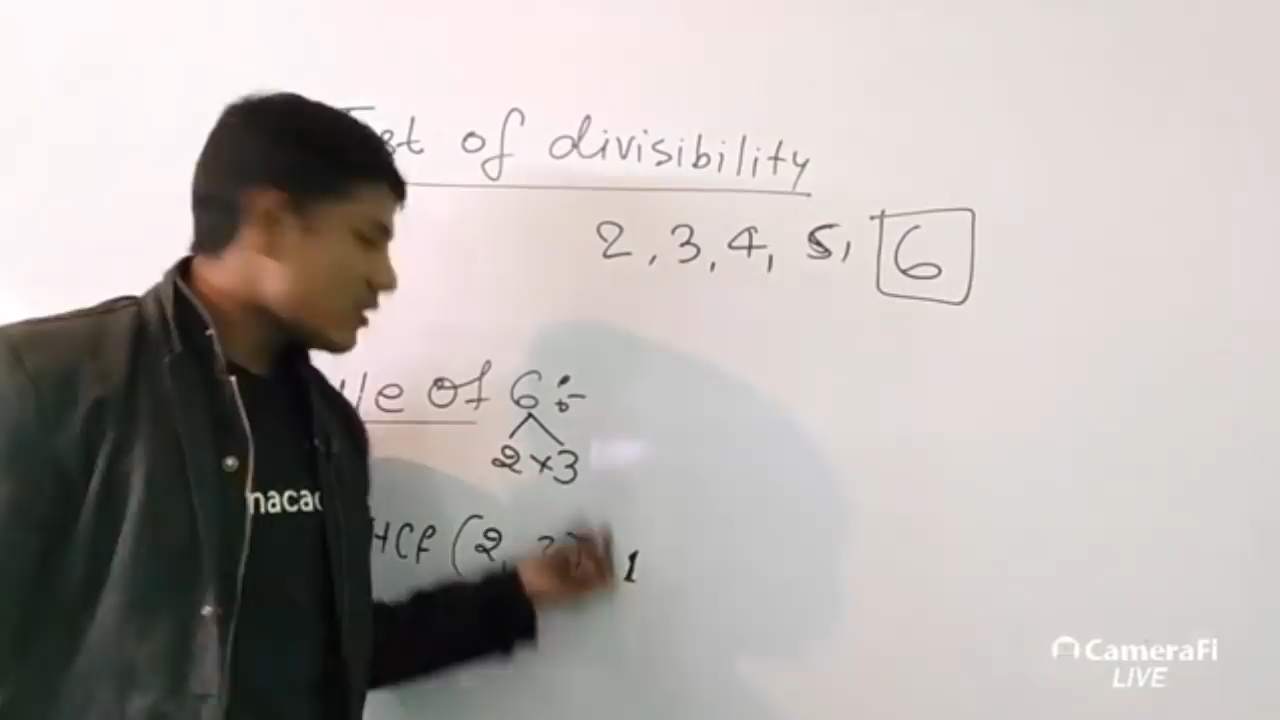 of divisibility
2, 3, 4, 5, 6
of 6 :-
2 × 3
HCF (2, 1
CameraFi
LIVE